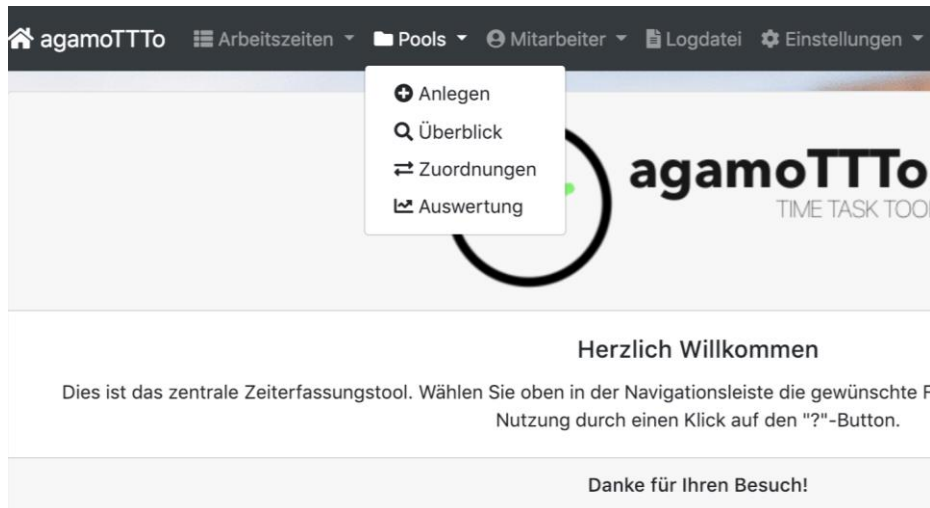 agamoTTTo Arbeitszeiten Pools Mitarbeiter Logdatei Einstellungen
Anlegen
Überblick
Zuordnungen
Auswertung
agamoTTTo
TIME TASK TOOL
Herzlich Willkommen
Dies ist das zentrale Zeiterfassungstool. Wählen Sie oben in der Navigationsleiste die gewünschte
Nutzung durch einen Klick auf den "?"-Button.
Danke für Ihren Besuch!